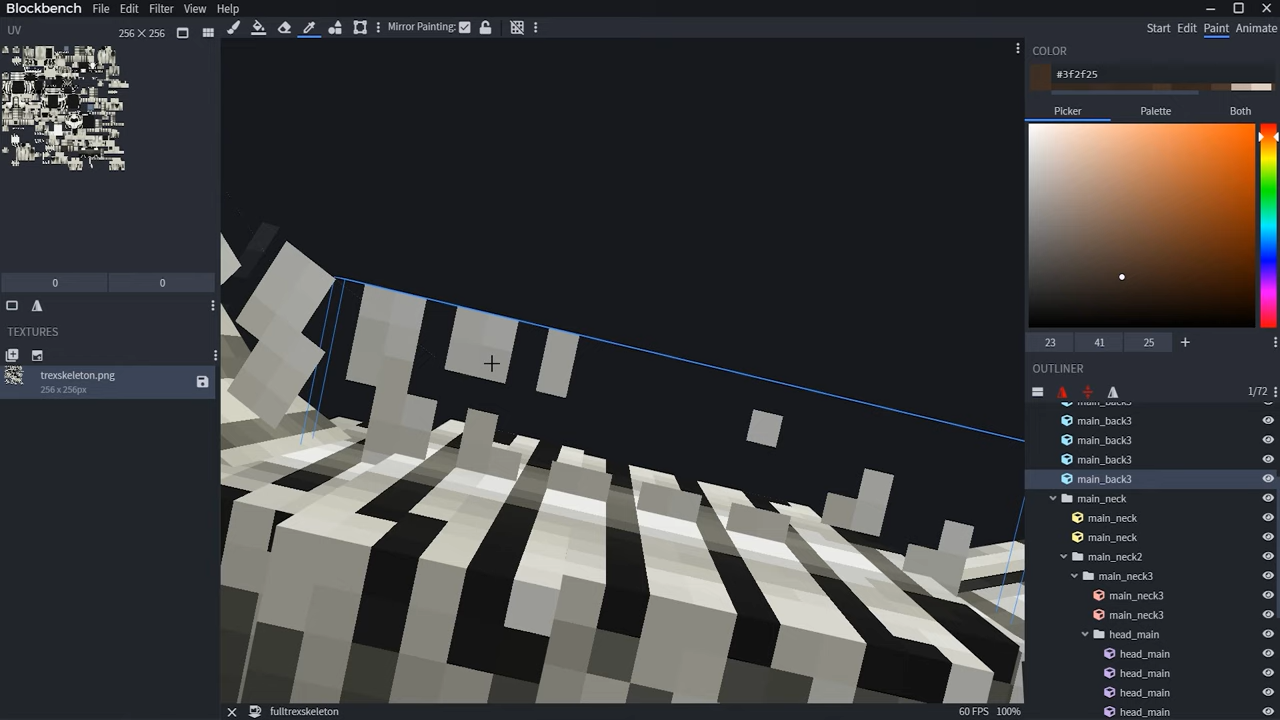 Blockbench File Edit Filter View Help
UV 256 × 256
Mirror Painting:
Start Edit Paint Animate
COLOR
#3f2f25
Picker Palette Both
0 0
23 41 25
TEXTURES
trexskeleton.png
256 x 256px
OUTLINER
1/72
main_back3
main_back3
main_back3
main_back3
main_back3
main_neck
main_neck
main_neck
main_neck2
main_neck3
main_neck3
main_neck3
head_main
head_main
head_main
head_main
head_main
fulltrexskeleton 60 FPS 100%